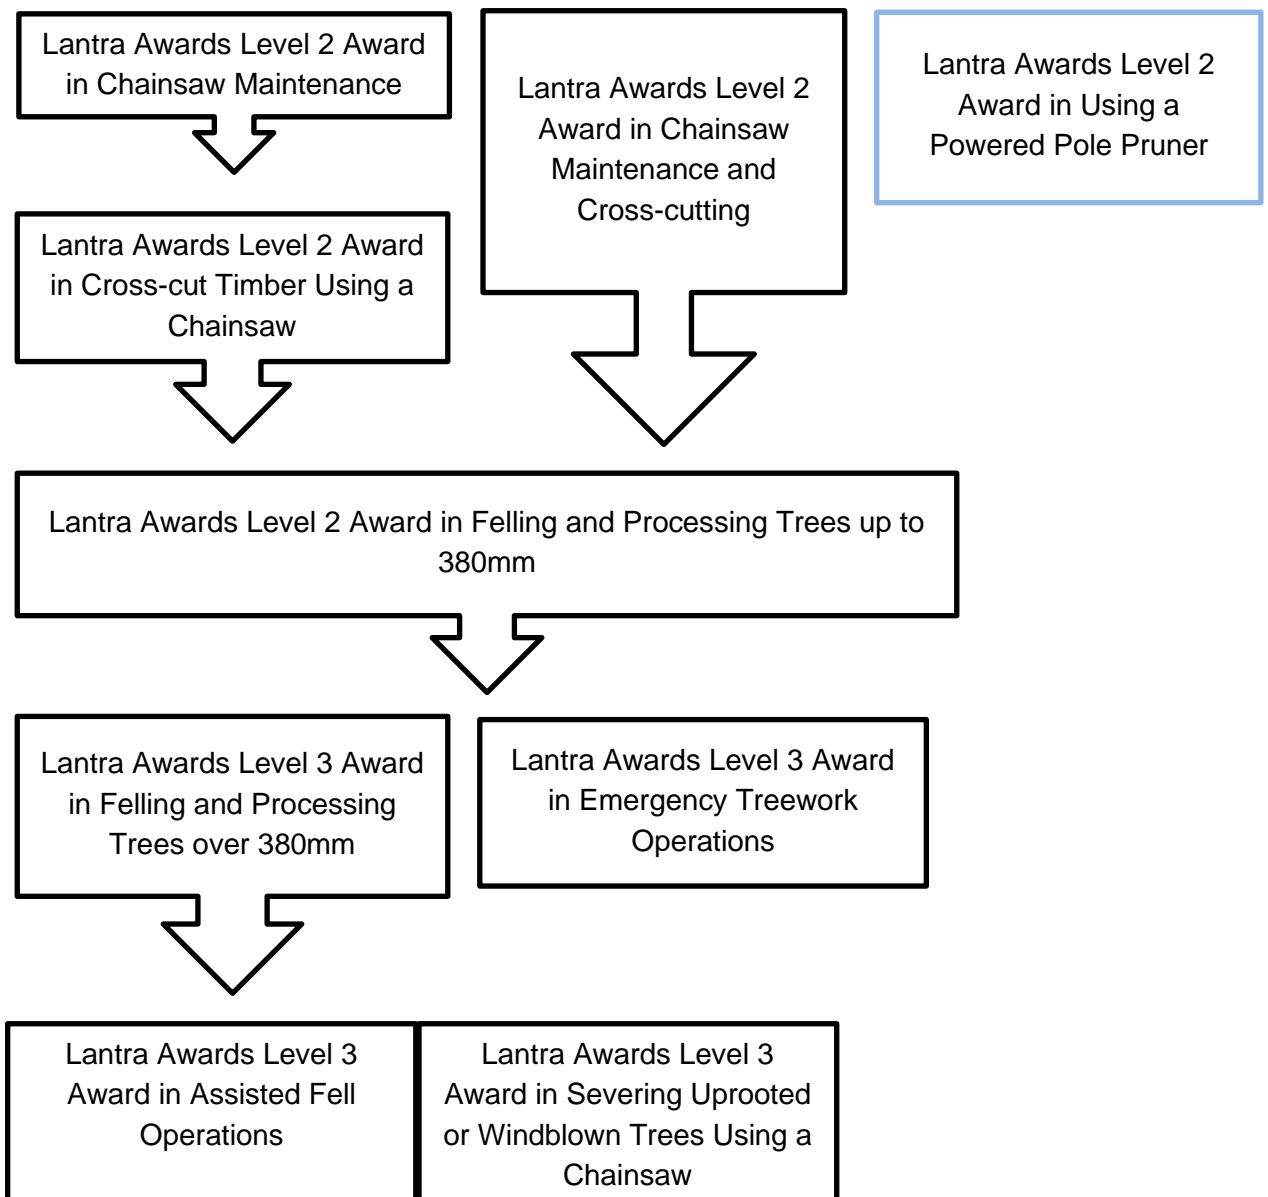 Lantra Awards Level 2 Award
in Chainsaw Maintenance
Lantra Awards Level 2
Award in Chainsaw
Maintenance and
Cross-cutting
Lantra Awards Level 2
Award in Using a
Powered Pole Pruner
Lantra Awards Level 2 Award
in Cross-cut Timber Using a
Chainsaw
Lantra Awards Level 2 Award in Felling and Processing Trees up to
380mm
Lantra Awards Level 3 Award
in Felling and Processing
Trees over 380mm
Lantra Awards Level 3 Award
in Emergency Treework
Operations
Lantra Awards Level 3
Award in Assisted Fell
Operations
Lantra Awards Level 3
Award in Severing Uprooted
or Windblown Trees Using a
Chainsaw